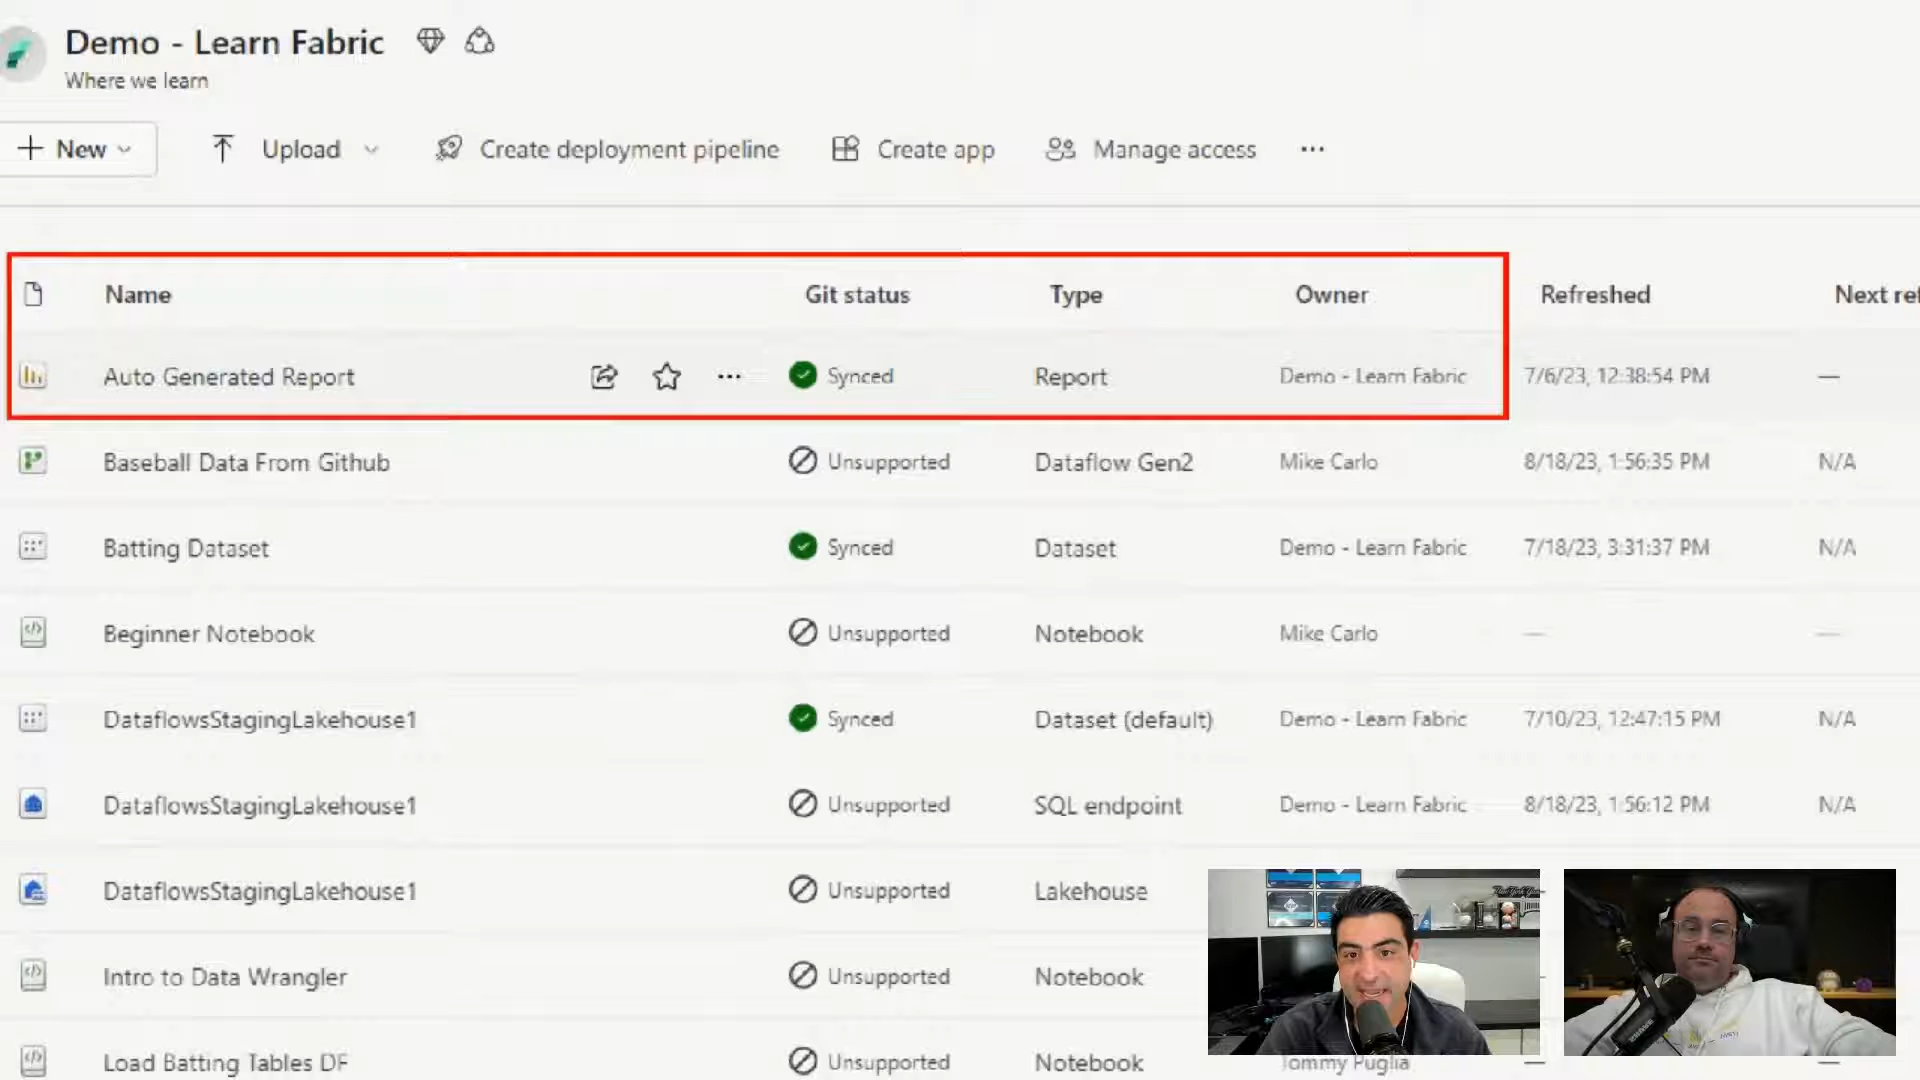 Demo - Learn Fabric
Where we learn
New Upload Create deployment pipeline Create app Manage access ...
Name Git status Type Owner Refreshed Next ref
Auto Generated Report ... Synced Report Demo - Learn Fabric 7/6/23, 12:38:54 PM —
Baseball Data From Github Unsupported Dataflow Gen2 Mike Carlo 8/18/23, 1:56:35 PM N/A
Batting Dataset Synced Dataset Demo - Learn Fabric 7/18/23, 3:31:37 PM N/A
Beginner Notebook Unsupported Notebook Mike Carlo — —
DataflowsStagingLakehouse1 Synced Dataset (default) Demo - Learn Fabric 7/10/23, 12:47:15 PM N/A
DataflowsStagingLakehouse1 Unsupported SQL endpoint Demo - Learn Fabric 8/18/23, 1:56:12 PM N/A
DataflowsStagingLakehouse1 Unsupported Lakehouse
Intro to Data Wrangler Unsupported Notebook
Load Batting Tables DF Unsupported Notebook Tommy Puglia — —